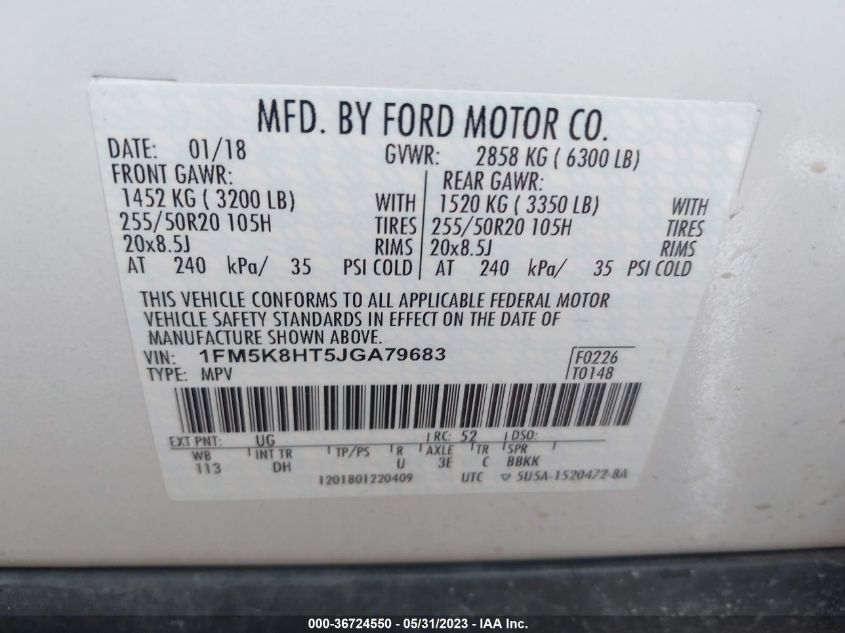 MFD. BY FORD MOTOR CO.
DATE: 01/18 GVWR: 2858 KG ( 6300 LB)
FRONT GAWR: REAR GAWR:
1452 KG ( 3200 LB) WITH 1520 KG ( 3350 LB) WITH
255/50R20 105H TIRES 255/50R20 105H TIRES
20x8.5J RIMS 20x8.5J RIMS
AT 240 kPa/ 35 PSI COLD AT 240 kPa/ 35 PSI COLD
THIS VEHICLE CONFORMS TO ALL APPLICABLE FEDERAL MOTOR
VEHICLE SAFETY STANDARDS IN EFFECT ON THE DATE OF
MANUFACTURE SHOWN ABOVE.
VIN: 1FM5K8HT5JGA79683 F0226
TYPE: MPV T0148
EXT PNT: UG RC: 52 DSO:
WB INT TR TP/PS R AXLE TR SPR
113 DH U 3E C BBKK
1201801220409 UTC ▽ 5U5A-1520472-BA
000-36724550 - 05/31/2023 - IAA Inc.